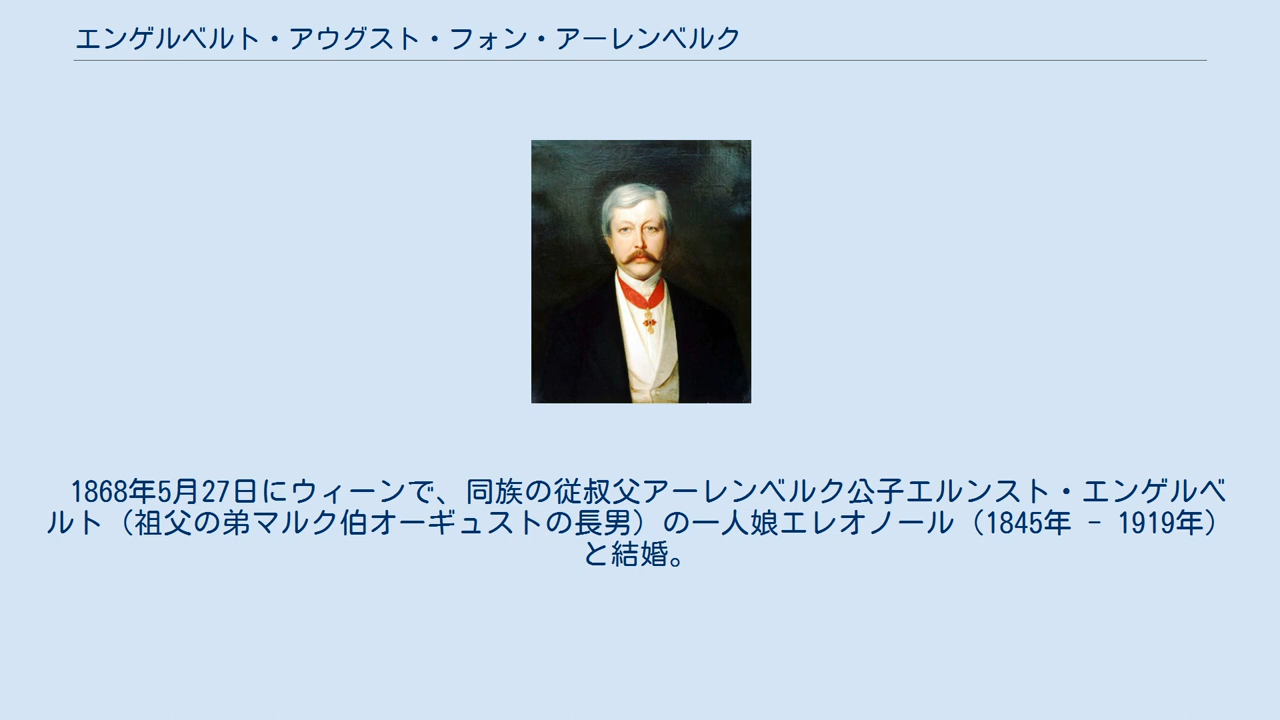 エンゲルベルト・アウグスト・フォン・アーレンベルク
1868年5月27日にウィーンで、同族の従叔父アーレンベルク公子エルンスト・エンゲルベ
ルト（祖父の弟マルク伯オーギュストの長男）の一人娘エレオノール（1845年 - 1919年）
と結婚。